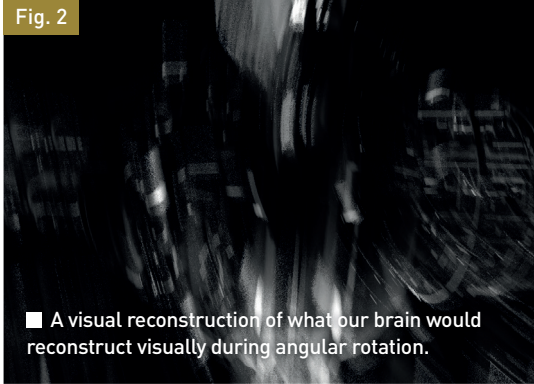 Fig. 2
A visual reconstruction of what our brain would
reconstruct visually during angular rotation.